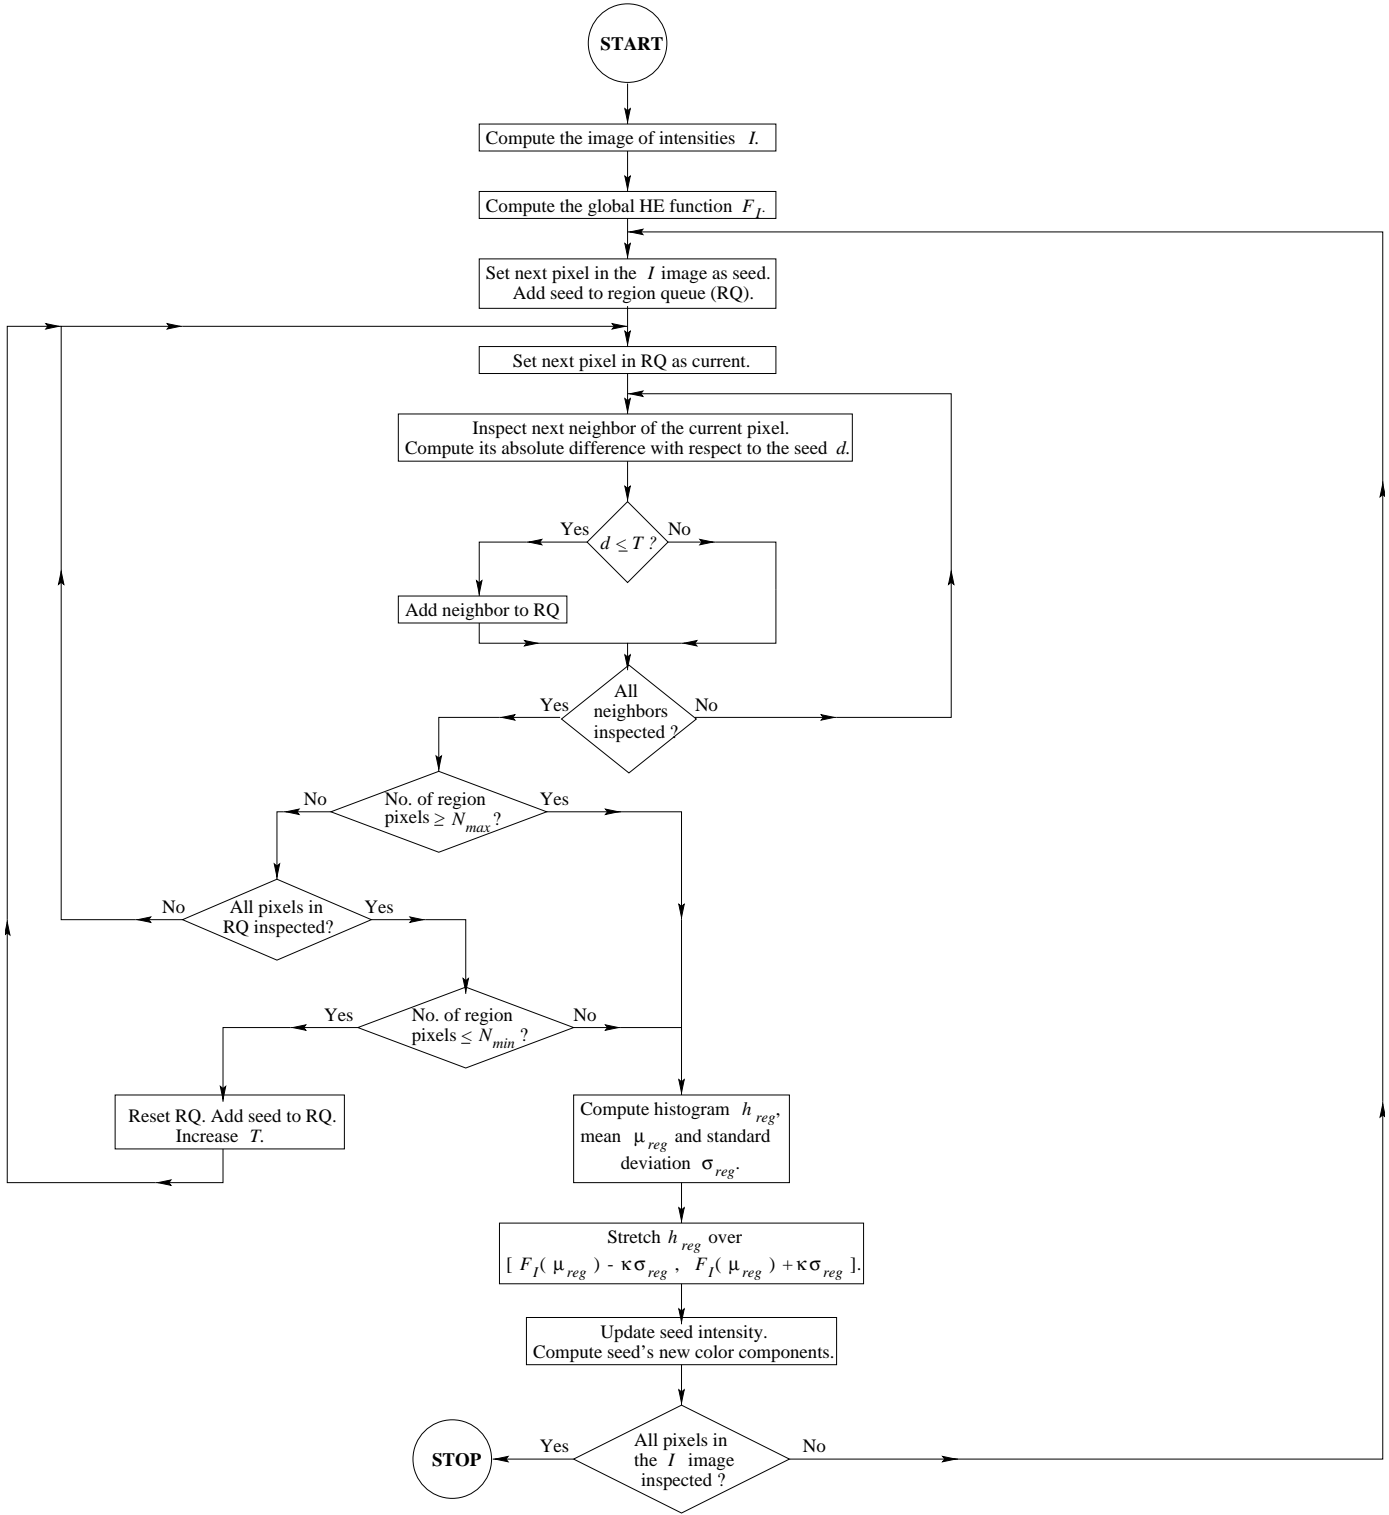 START
Compute the image of intensities I.
Compute the global HE function F_I.
Set next pixel in the I image as seed.
Add seed to region queue (RQ).
Set next pixel in RQ as current.
Inspect next neighbor of the current pixel.
Compute its absolute difference with respect to the seed d.
Yes
d ≤ T ?
No
Add neighbor to RQ
Yes
All
neighbors
inspected ?
No
No
No. of region
pixels ≥ N_max ?
Yes
No
All pixels in
RQ inspected?
Yes
Yes
No. of region
pixels ≤ N_min ?
No
Reset RQ. Add seed to RQ.
Increase T.
Compute histogram h_reg,
mean μ_reg and standard
deviation σ_reg.
Stretch h_reg over
[ F_I( μ_reg ) - κσ_reg , F_I( μ_reg ) + κσ_reg ].
Update seed intensity.
Compute seed's new color components.
STOP
Yes
All pixels in
the I image
inspected ?
No